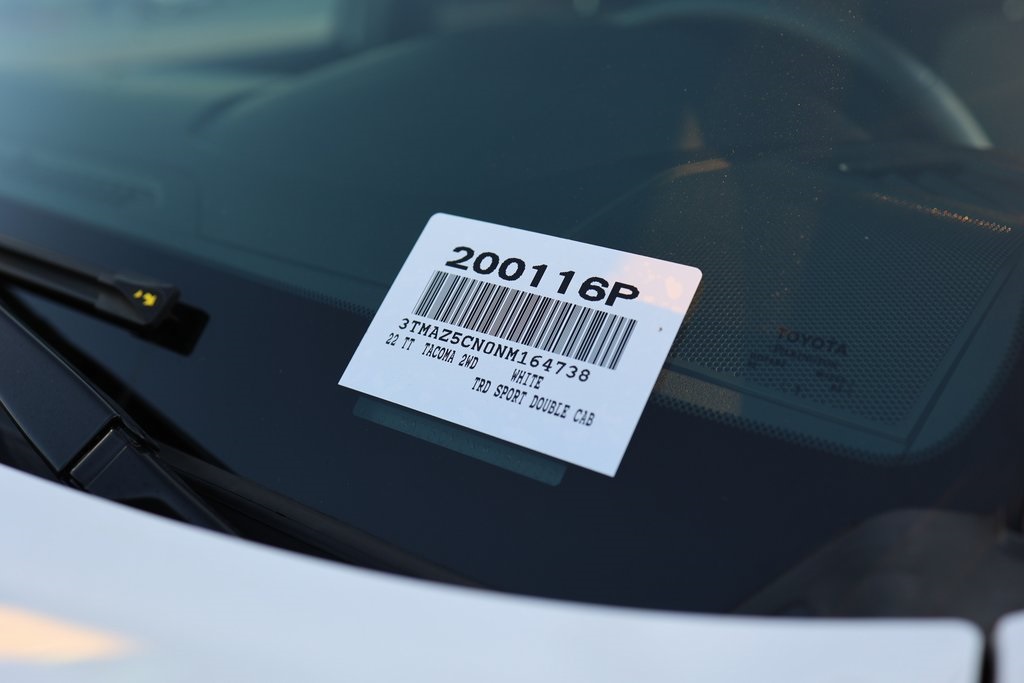 200116P
3TMAZ5CN0NM164738
22 TT TACOMA 2WD WHITE
TRD SPORT DOUBLE CAB
TOYOTA